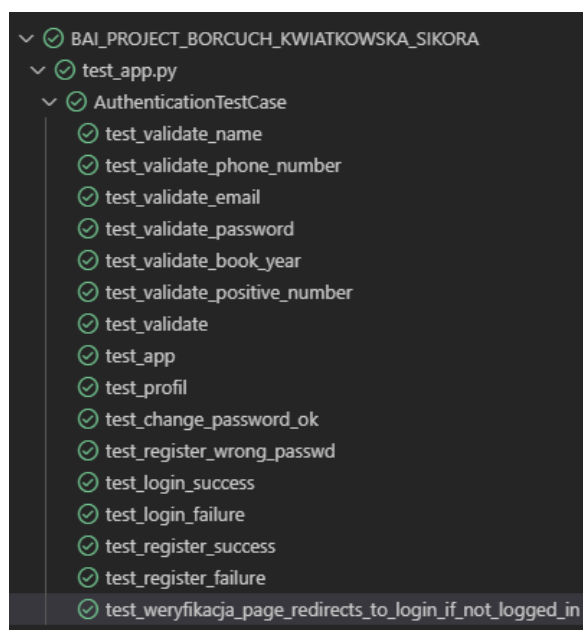 BAI_PROJECT_BORCUCH_KWIATKOWSKA_SIKORA
test_app.py
AuthenticationTestCase
test_validate_name
test_validate_phone_number
test_validate_email
test_validate_password
test_validate_book_year
test_validate_positive_number
test_validate
test_app
test_profil
test_change_password_ok
test_register_wrong_passwd
test_login_success
test_login_failure
test_register_success
test_register_failure
test_weryfikacja_page_redirects_to_login_if_not_logged_in